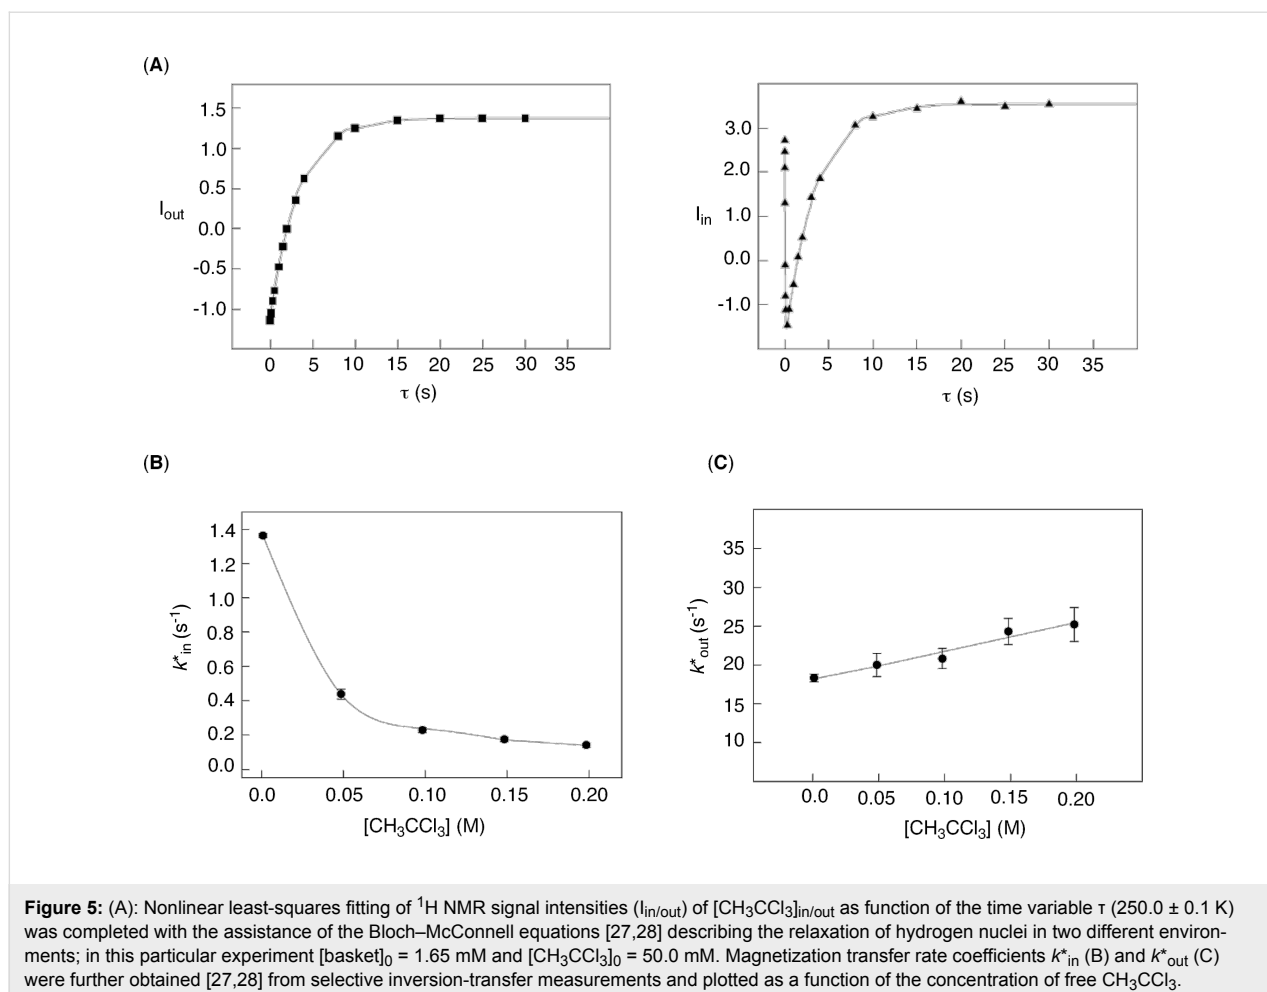 (A)
1.5
1.0
0.5
0.0
-0.5
-1.0
Iout
0 5 10 15 20 25 30 35
τ (s)
3.0
2.0
1.0
0.0
-1.0
Iin
0 5 10 15 20 25 30 35
τ (s)
(B)
1.4
1.2
1.0
0.8
0.6
0.4
0.2
0.0
k*in (s-1)
0.0 0.05 0.10 0.15 0.20
[CH3CCl3] (M)
(C)
35
30
25
20
15
10
k*out (s-1)
0.0 0.05 0.10 0.15 0.20
[CH3CCl3] (M)
Figure 5: (A): Nonlinear least-squares fitting of 1H NMR signal intensities (Iin/out) of [CH3CCl3]in/out as function of the time variable τ (250.0 ± 0.1 K)
was completed with the assistance of the Bloch–McConnell equations [27,28] describing the relaxation of hydrogen nuclei in two different environ-
ments; in this particular experiment [basket]0 = 1.65 mM and [CH3CCl3]0 = 50.0 mM. Magnetization transfer rate coefficients k*in (B) and k*out (C)
were further obtained [27,28] from selective inversion-transfer measurements and plotted as a function of the concentration of free CH3CCl3.